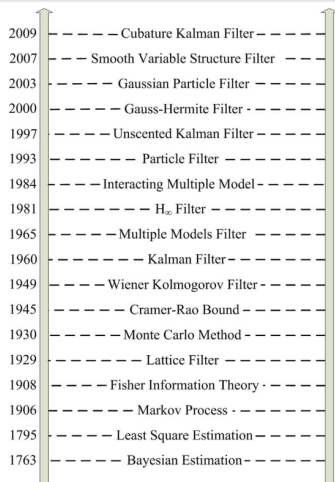 2009 Cubature Kalman Filter
2007 Smooth Variable Structure Filter
2003 Gaussian Particle Filter
2000 Gauss-Hermite Filter
1997 Unscented Kalman Filter
1993 Particle Filter
1984 Interacting Multiple Model
1981 H∞ Filter
1965 Multiple Models Filter
1960 Kalman Filter
1949 Wiener Kolmogorov Filter
1945 Cramer-Rao Bound
1930 Monte Carlo Method
1929 Lattice Filter
1908 Fisher Information Theory
1906 Markov Process
1795 Least Square Estimation
1763 Bayesian Estimation